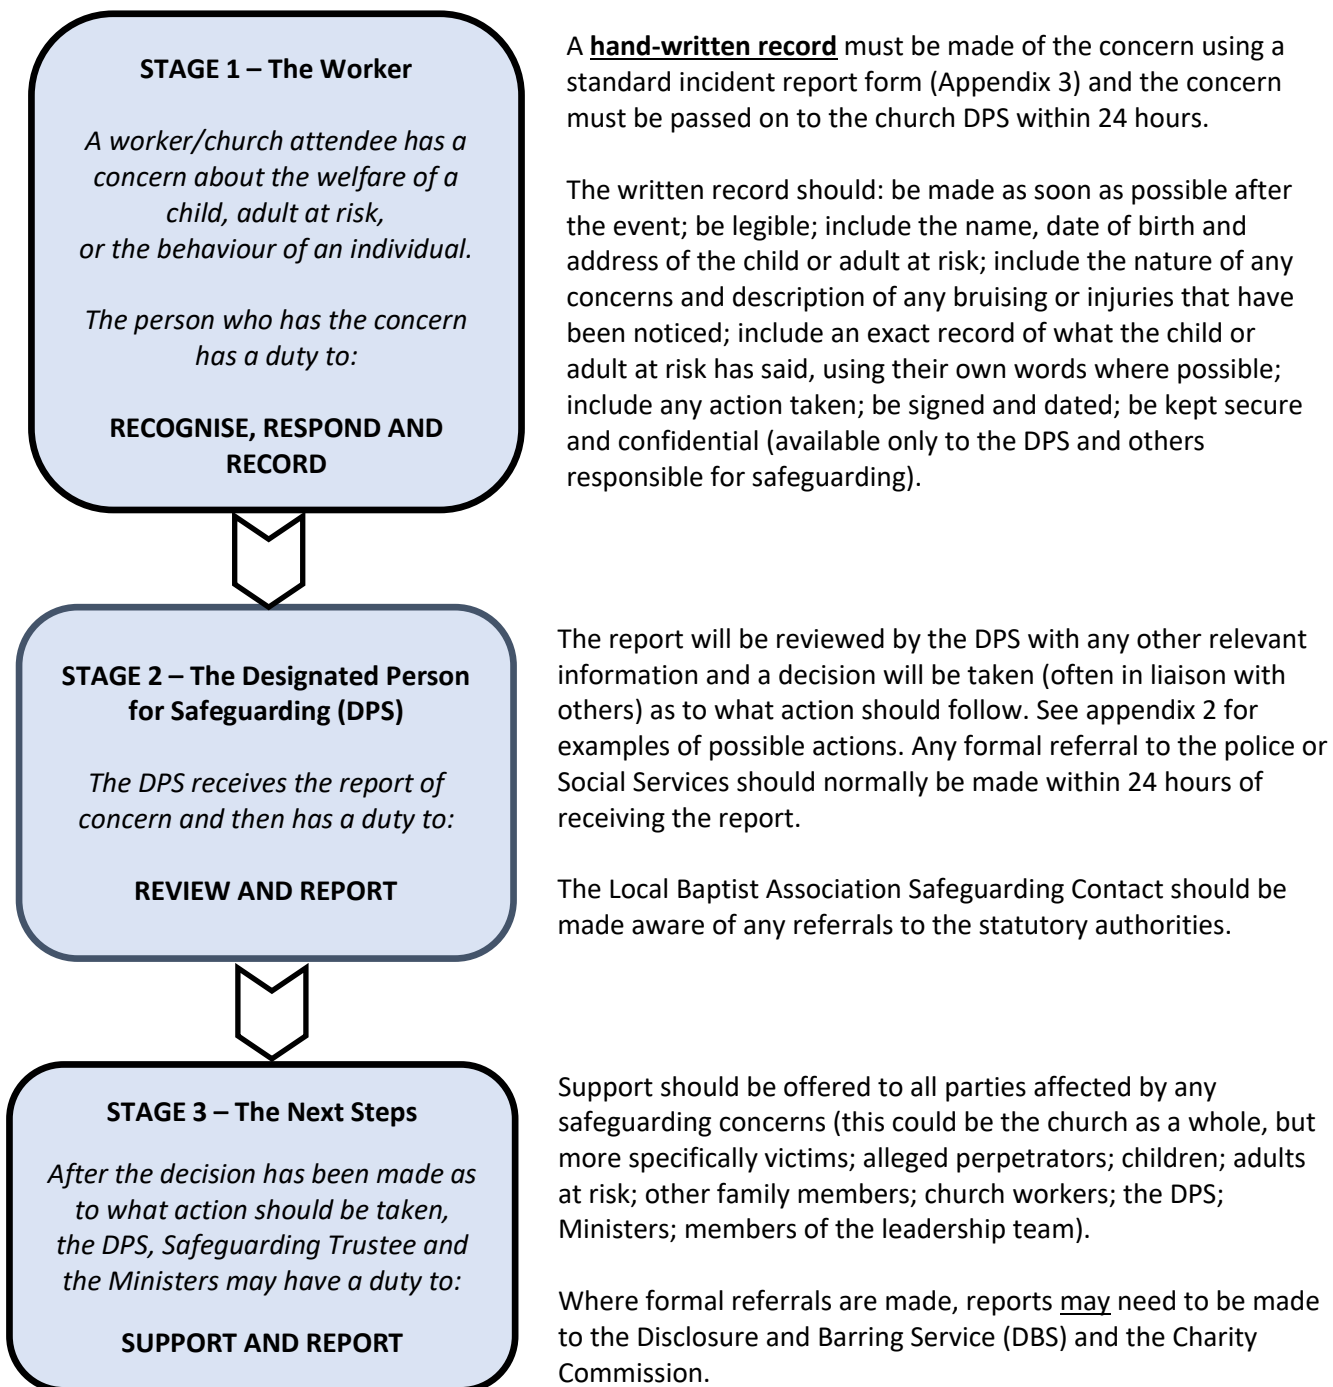 STAGE 1 – The Worker
A worker/church attendee has a
concern about the welfare of a
child, adult at risk,
or the behaviour of an individual.
The person who has the concern
has a duty to:
RECOGNISE, RESPOND AND
RECORD
A hand-written record must be made of the concern using a
standard incident report form (Appendix 3) and the concern
must be passed on to the church DPS within 24 hours.
The written record should: be made as soon as possible after
the event; be legible; include the name, date of birth and
address of the child or adult at risk; include the nature of any
concerns and description of any bruising or injuries that have
been noticed; include an exact record of what the child or
adult at risk has said, using their own words where possible;
include any action taken; be signed and dated; be kept secure
and confidential (available only to the DPS and others
responsible for safeguarding).
STAGE 2 – The Designated Person
for Safeguarding (DPS)
The DPS receives the report of
concern and then has a duty to:
REVIEW AND REPORT
The report will be reviewed by the DPS with any other relevant
information and a decision will be taken (often in liaison with
others) as to what action should follow. See appendix 2 for
examples of possible actions. Any formal referral to the police or
Social Services should normally be made within 24 hours of
receiving the report.
The Local Baptist Association Safeguarding Contact should be
made aware of any referrals to the statutory authorities.
STAGE 3 – The Next Steps
After the decision has been made as
to what action should be taken,
the DPS, Safeguarding Trustee and
the Ministers may have a duty to:
SUPPORT AND REPORT
Support should be offered to all parties affected by any
safeguarding concerns (this could be the church as a whole, but
more specifically victims; alleged perpetrators; children; adults
at risk; other family members; church workers; the DPS;
Ministers; members of the leadership team).
Where formal referrals are made, reports may need to be made
to the Disclosure and Barring Service (DBS) and the Charity
Commission.